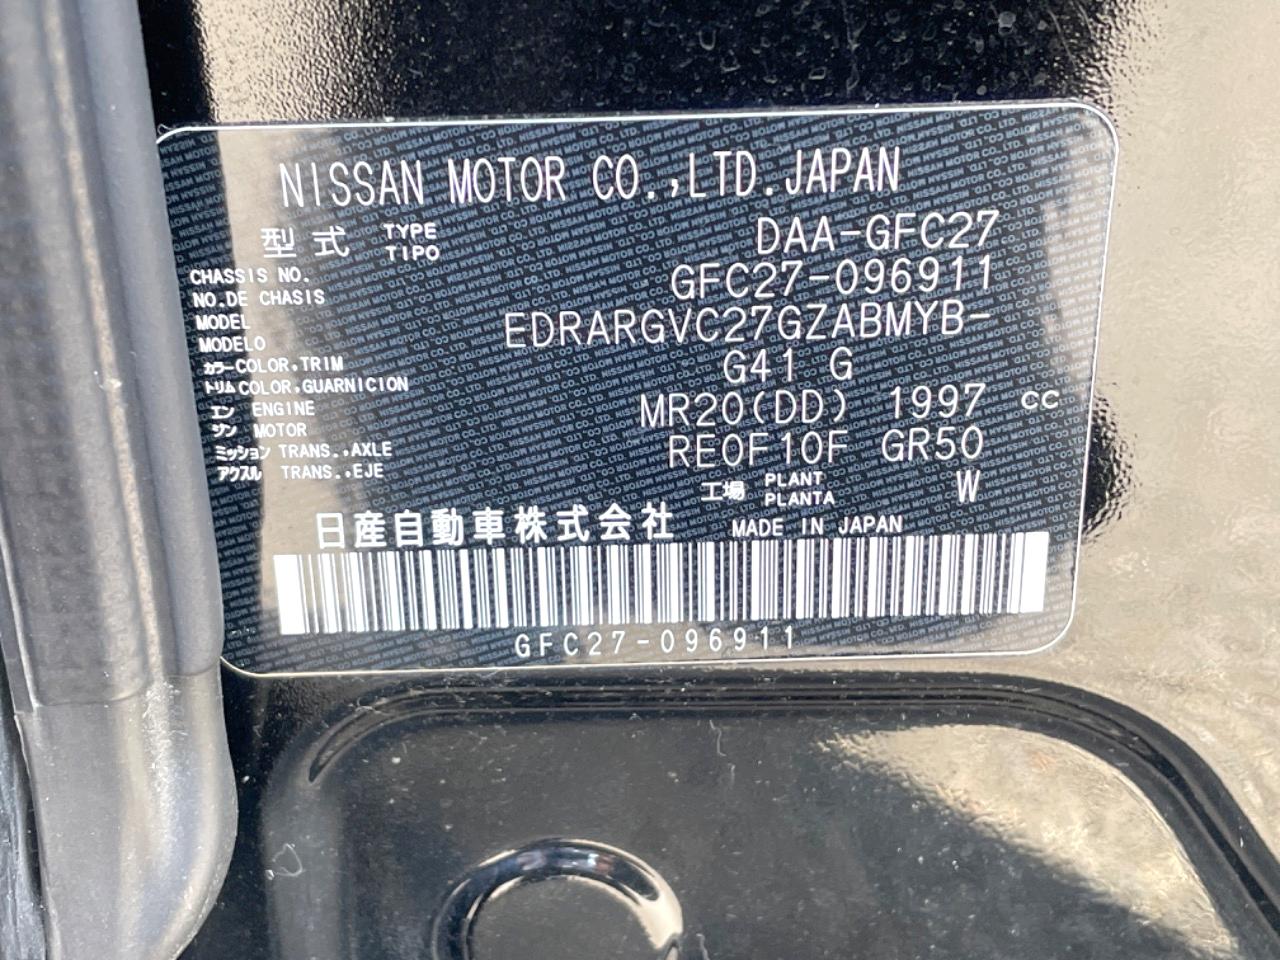 NISSAN MOTOR CO.,LTD.JAPAN
型式 TYPE TIPO DAA-GFC27
CHASSIS NO.
NO.DE CHASIS GFC27-096911
MODEL
MODELO EDRARGVC27GZABMYB-
カラー COLOR,TRIM
トリム COLOR,GUARNICION G41 G
エン ENGINE
ジン MOTOR MR20(DD) 1997 cc
ミッション TRANS.,AXLE
アクスル TRANS.,EJE RE0F10F GR50
工場 PLANT PLANTA W
日産自動車株式会社 MADE IN JAPAN
GFC27-096911